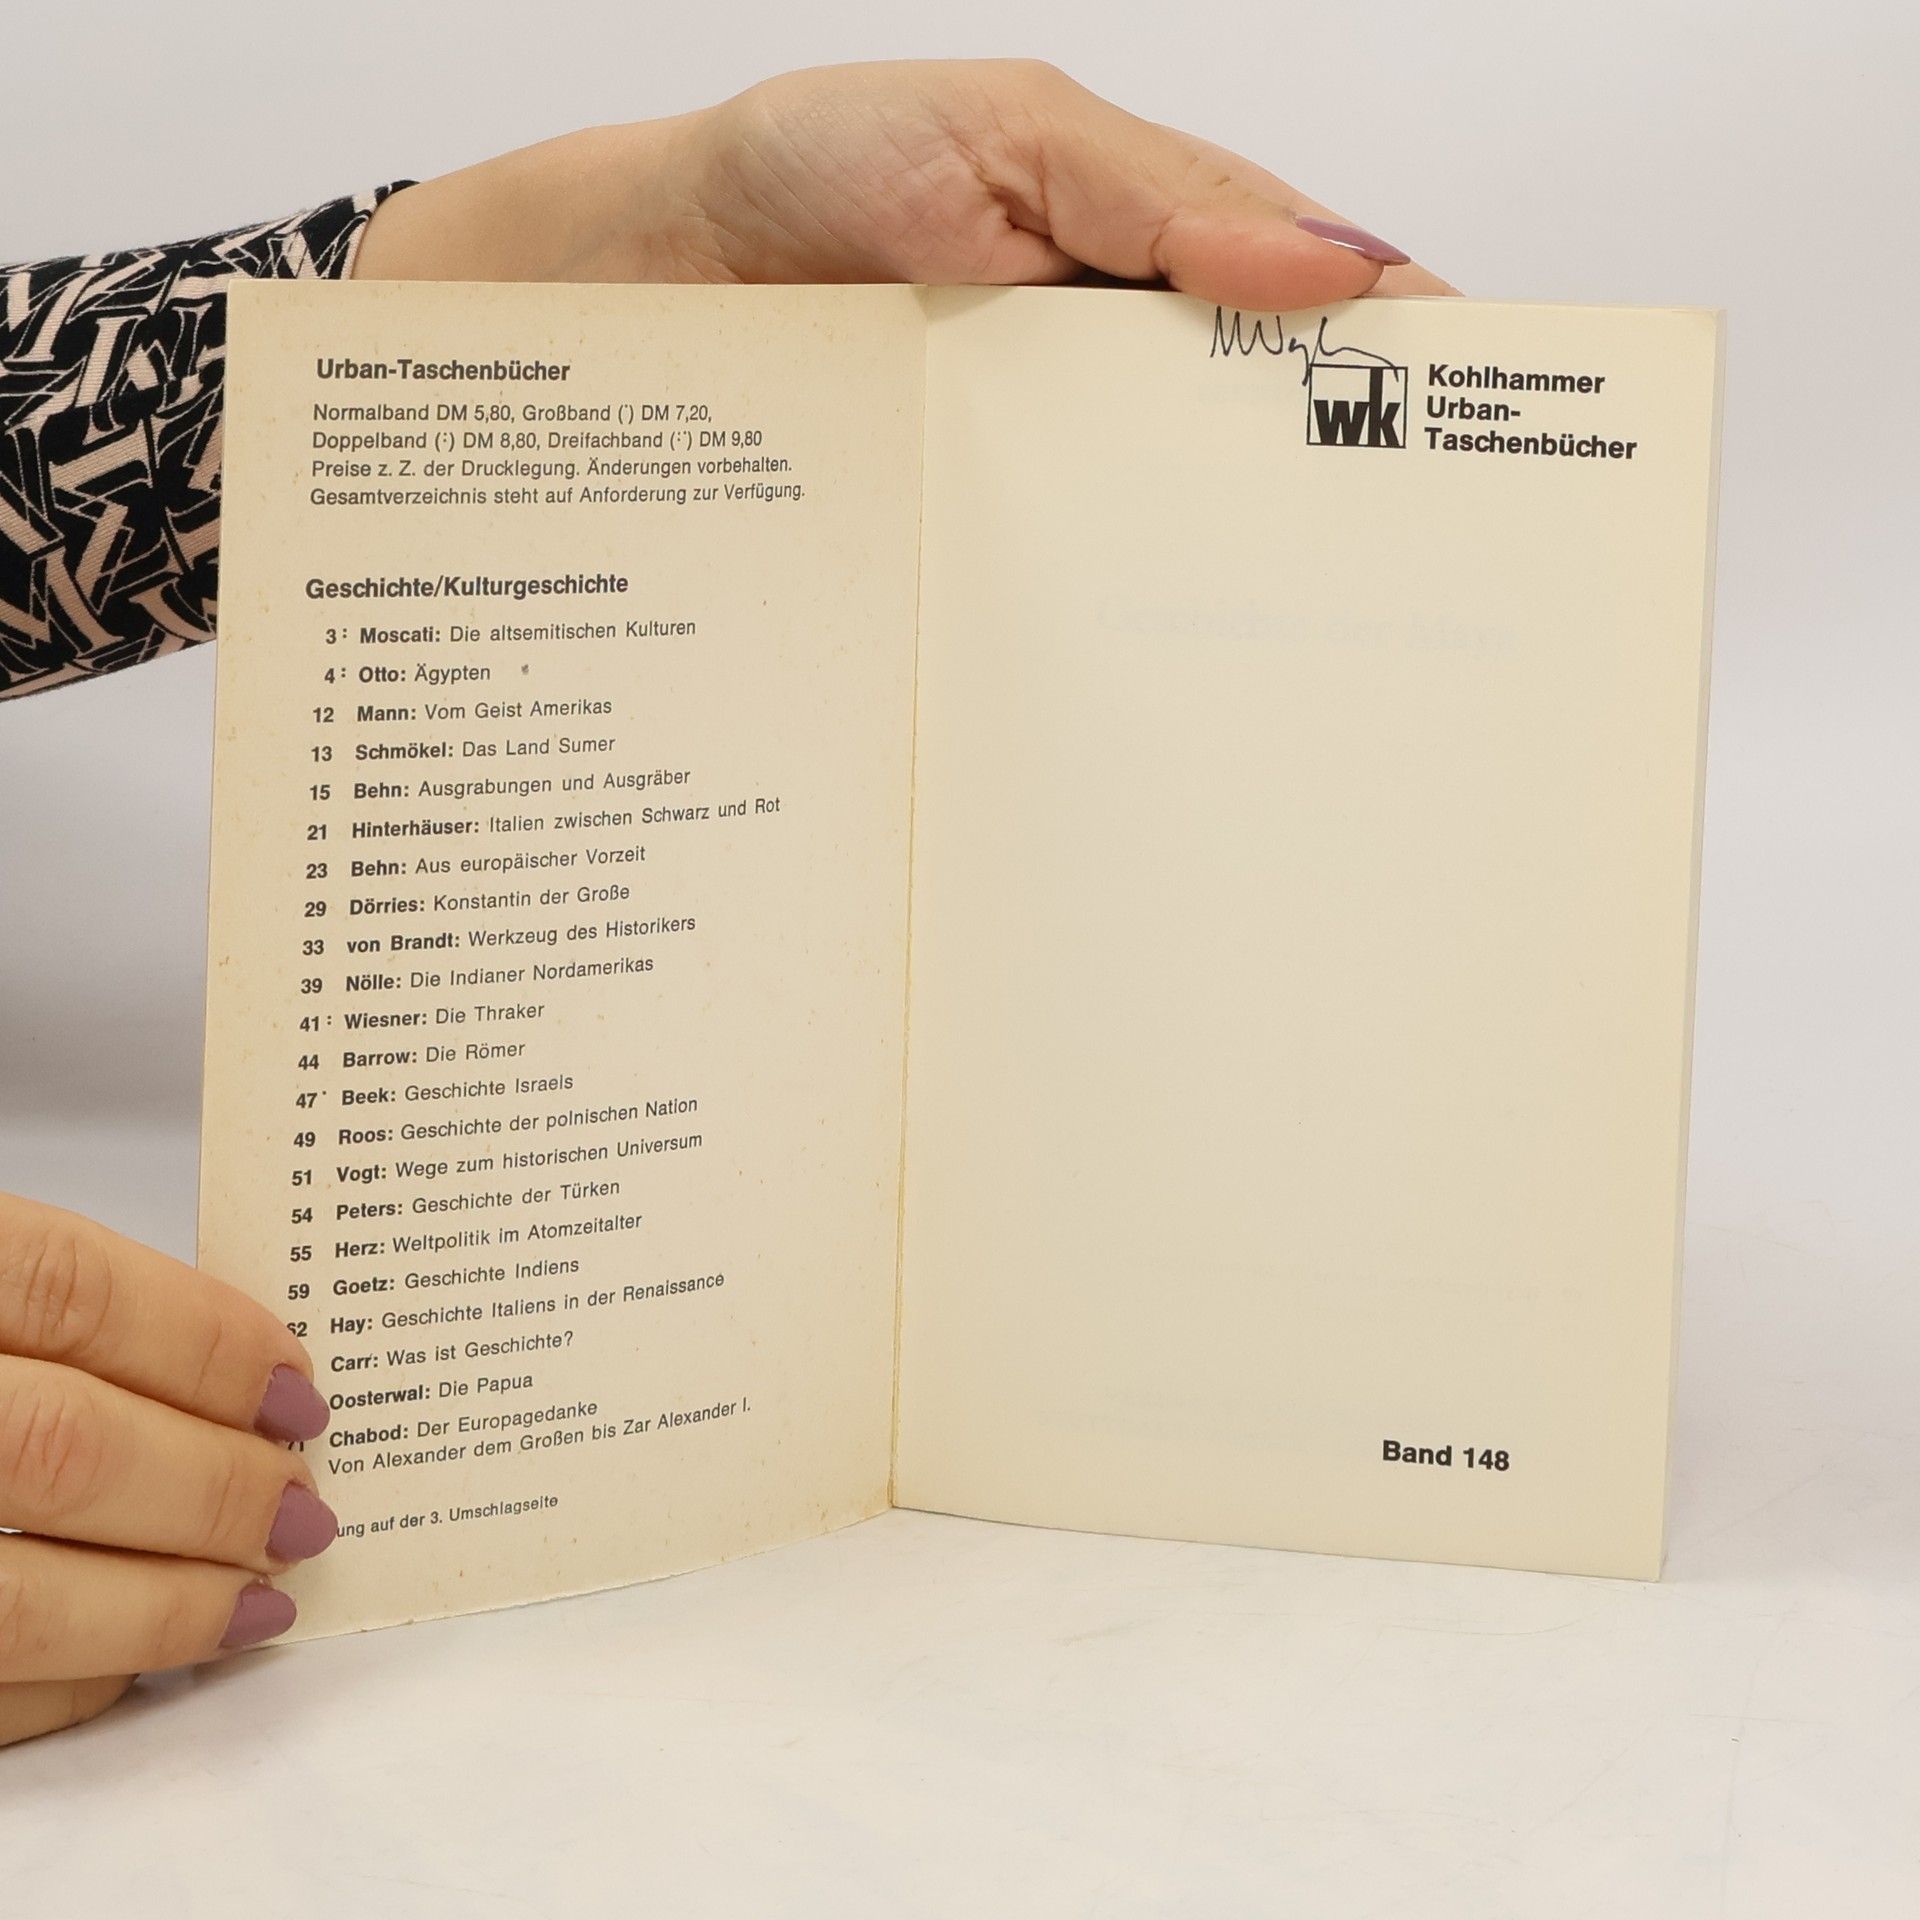 Urban-Taschenbücher
Normalband DM 5,80, Großband (·) DM 7,20,
Doppelband (:) DM 8,80, Dreifachband (:·) DM 9,80
Preise z. Z. der Drucklegung. Änderungen vorbehalten.
Gesamtverzeichnis steht auf Anforderung zur Verfügung.
Geschichte/Kulturgeschichte
3: Moscati: Die altsemitischen Kulturen
4: Otto: Ägypten
12 Mann: Vom Geist Amerikas
13 Schmökel: Das Land Sumer
15 Behn: Ausgrabungen und Ausgräber
21 Hinterhäuser: Italien zwischen Schwarz und Rot
23 Behn: Aus europäischer Vorzeit
29 Dörries: Konstantin der Große
33 von Brandt: Werkzeug des Historikers
39 Nölle: Die Indianer Nordamerikas
41: Wiesner: Die Thraker
44 Barrow: Die Römer
47· Beek: Geschichte Israels
49 Roos: Geschichte der polnischen Nation
51 Vogt: Wege zum historischen Universum
54 Peters: Geschichte der Türken
55 Herz: Weltpolitik im Atomzeitalter
59 Goetz: Geschichte Indiens
62 Hay: Geschichte Italiens in der Renaissance
Carr: Was ist Geschichte?
Oosterwal: Die Papua
71 Chabod: Der Europagedanke
Von Alexander dem Großen bis Zar Alexander I.
ung auf der 3. Umschlagseite
wk
Kohlhammer
Urban-
Taschenbücher
Band 148